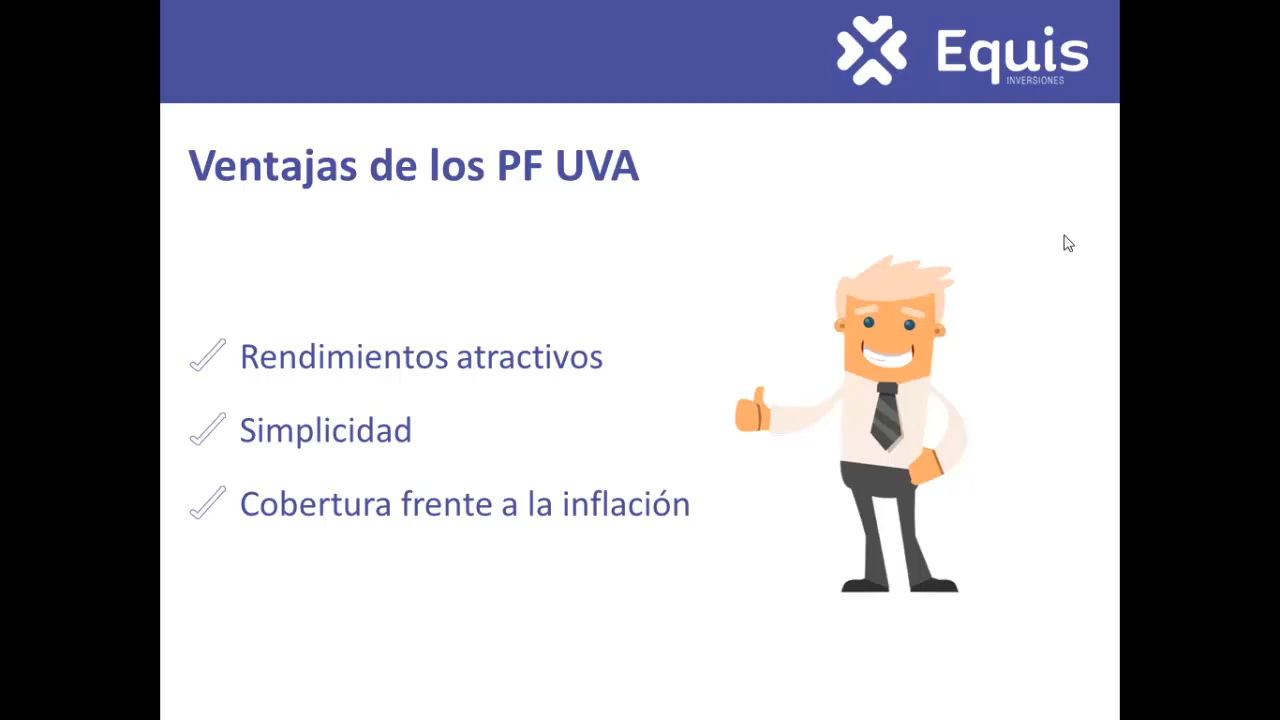 Equis
INVERSIONES
Ventajas de los PF UVA
Rendimientos atractivos
Simplicidad
Cobertura frente a la inflación